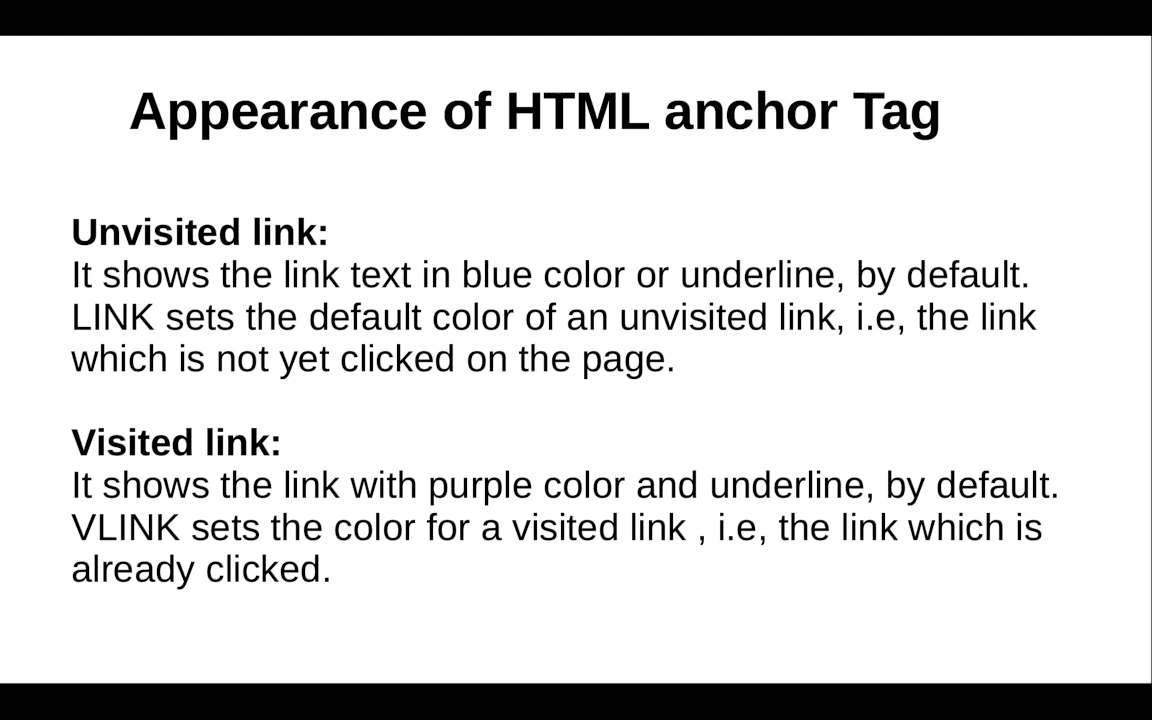 Appearance of HTML anchor Tag
Unvisited link:
It shows the link text in blue color or underline, by default.
LINK sets the default color of an unvisited link, i.e, the link
which is not yet clicked on the page.
Visited link:
It shows the link with purple color and underline, by default.
VLINK sets the color for a visited link , i.e, the link which is
already clicked.